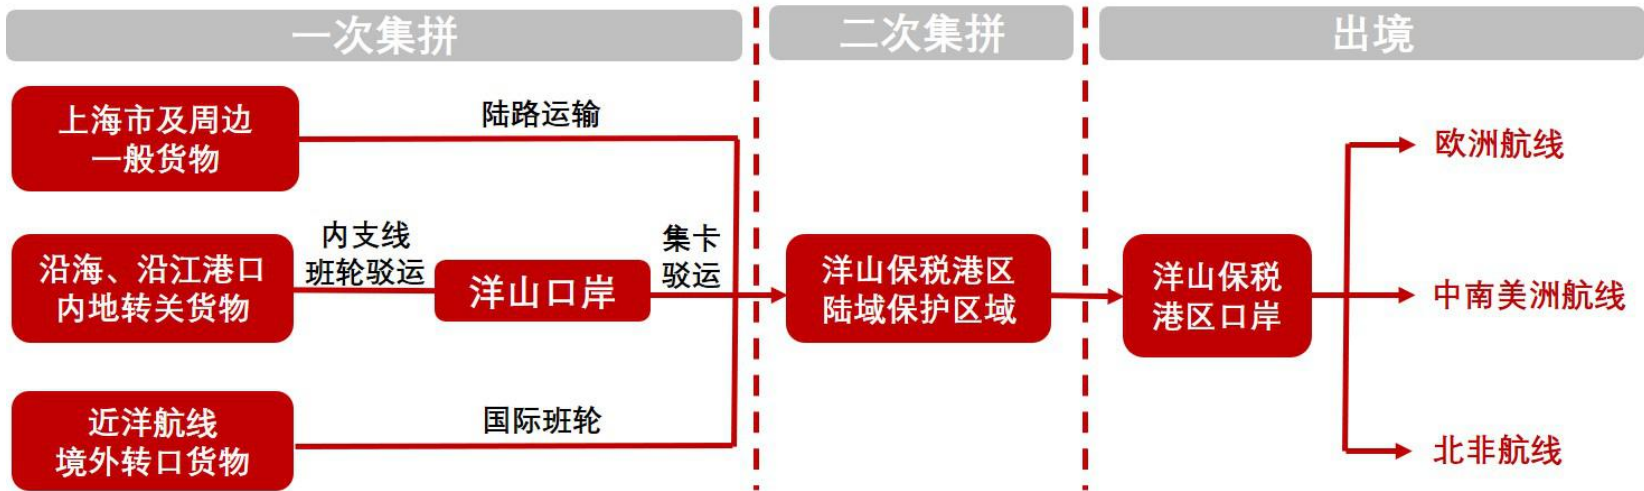 一次集拼
二次集拼
出境
上海市及周边
一般货物
陆路运输
沿海、沿江港口
内地转关货物
内支线
班轮驳运
洋山口岸
集卡
驳运
近洋航线
境外转口货物
国际班轮
洋山保税港区
陆域保护区域
洋山保税
港区口岸
欧洲航线
中南美洲航线
北非航线